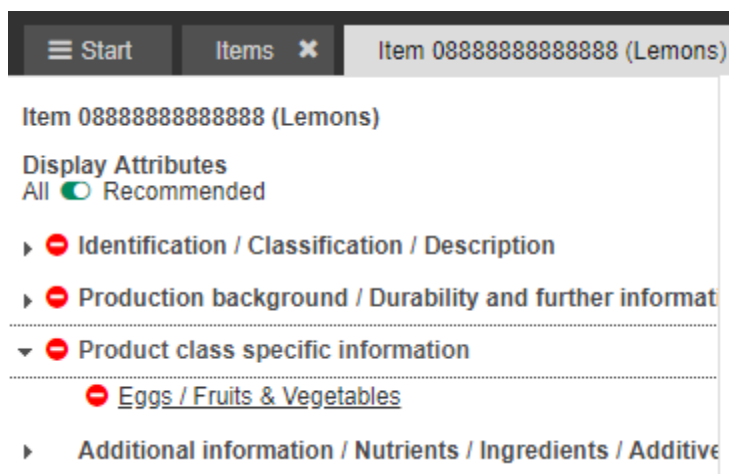 Start Items Item 08888888888888 (Lemons)
Item 08888888888888 (Lemons)
Display Attributes
All Recommended
Identification / Classification / Description
Production background / Durability and further informati
Product class specific information
Eggs / Fruits & Vegetables
Additional information / Nutrients / Ingredients / Additive